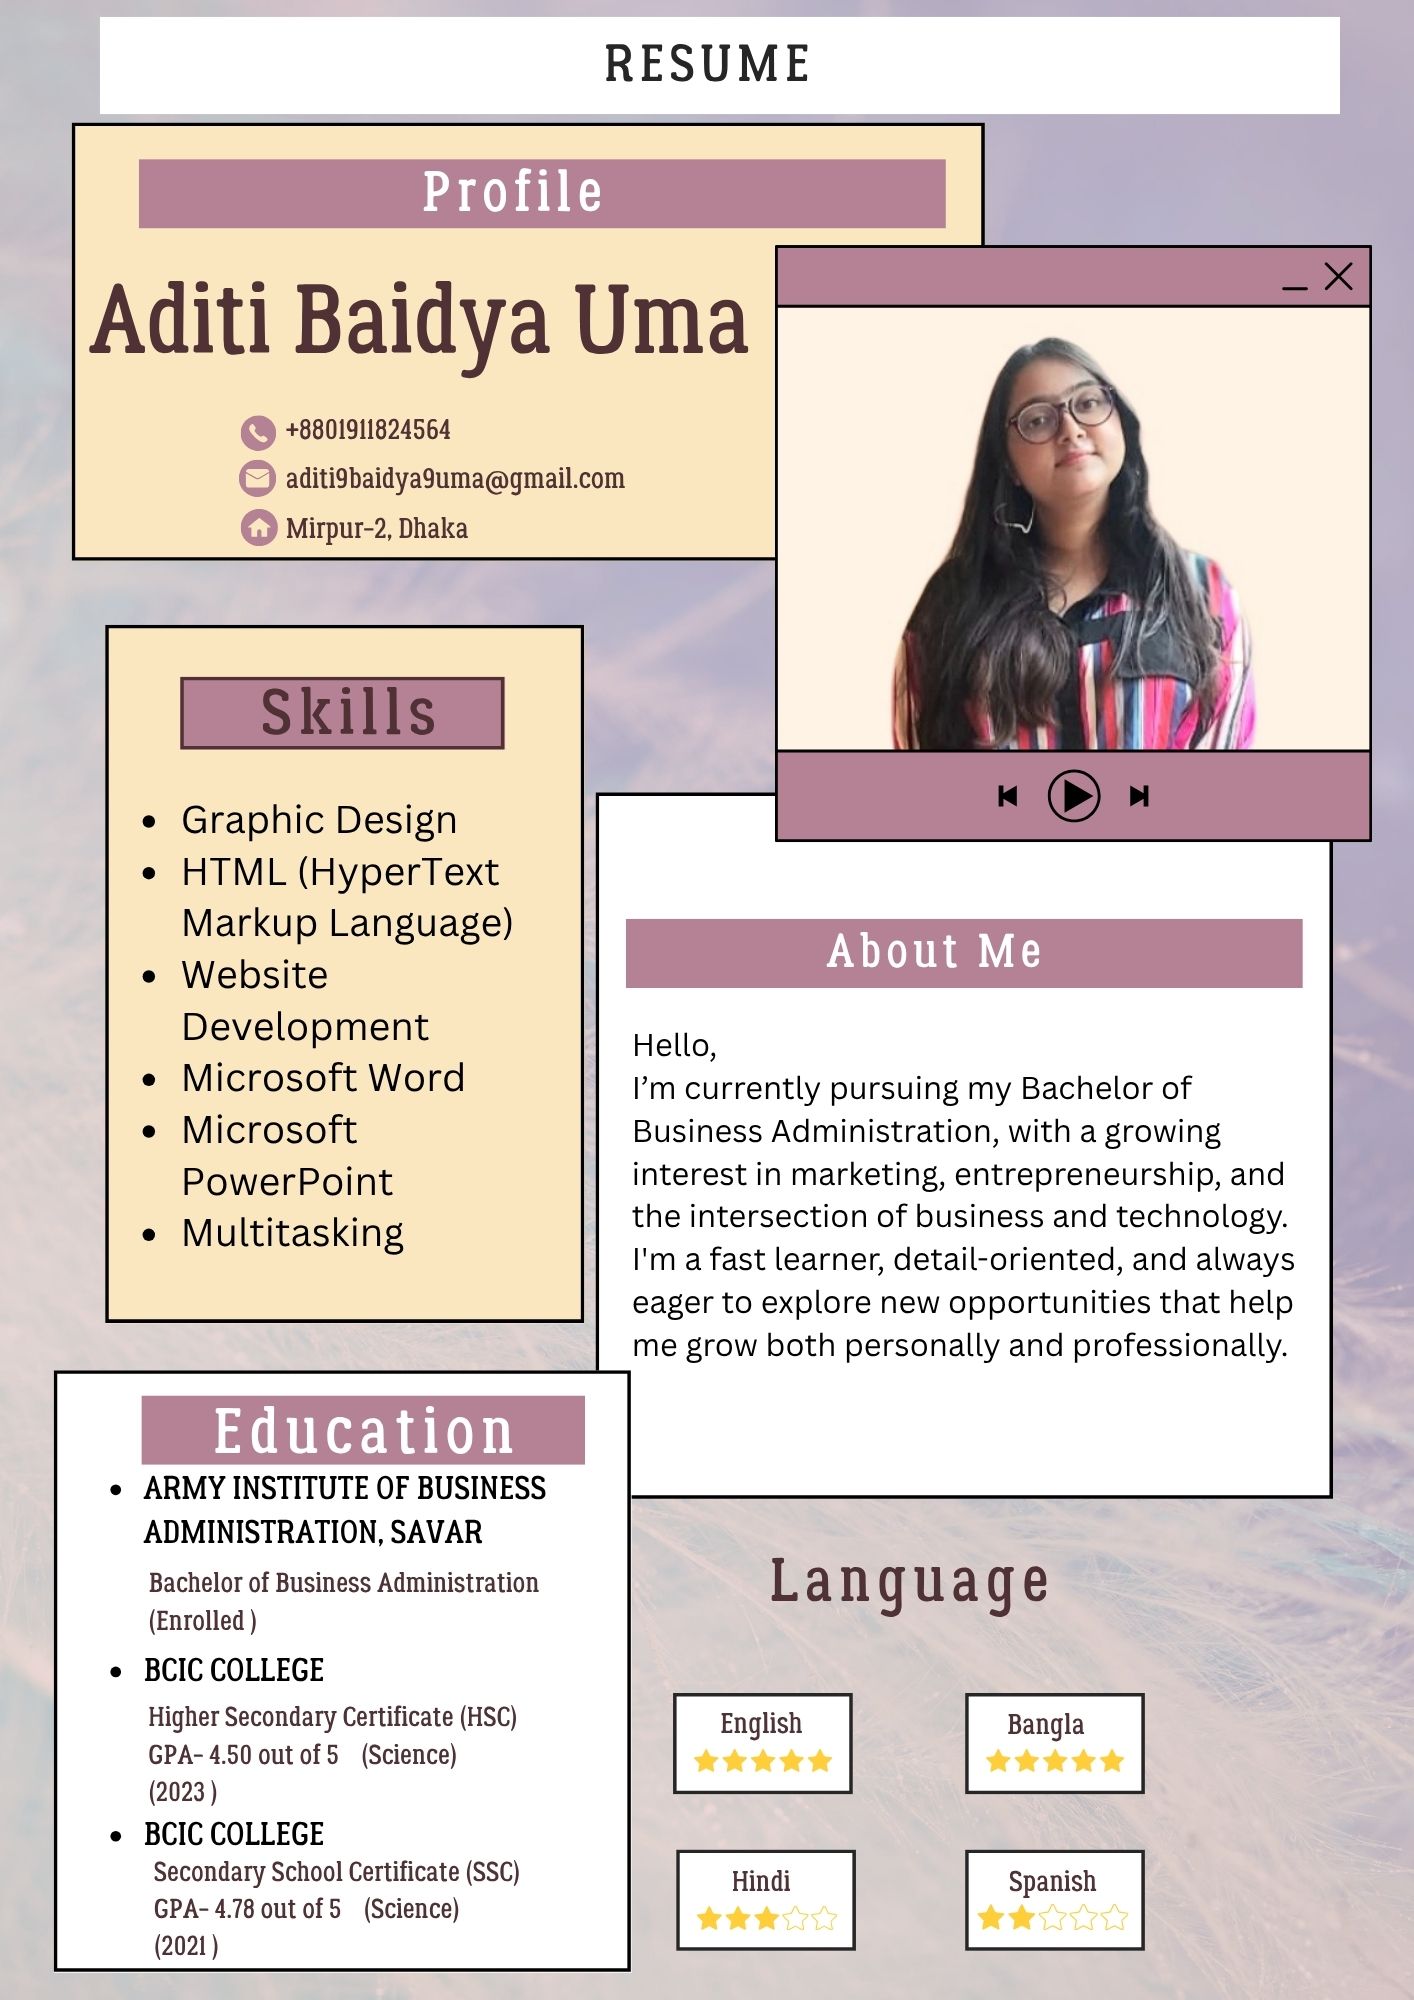 RESUME
Profile
Aditi Baidya Uma
+8801911824564
aditi9baidya9uma@gmail.com
Mirpur-2, Dhaka
Skills
• Graphic Design
• HTML (HyperText
Markup Language)
• Website
Development
• Microsoft Word
• Microsoft
PowerPoint
• Multitasking
About Me
Hello,
I’m currently pursuing my Bachelor of
Business Administration, with a growing
interest in marketing, entrepreneurship, and
the intersection of business and technology.
I'm a fast learner, detail-oriented, and always
eager to explore new opportunities that help
me grow both personally and professionally.
Education
• ARMY INSTITUTE OF BUSINESS
ADMINISTRATION, SAVAR
Bachelor of Business Administration
(Enrolled )
• BCIC COLLEGE
Higher Secondary Certificate (HSC)
GPA- 4.50 out of 5 (Science)
(2023 )
• BCIC COLLEGE
Secondary School Certificate (SSC)
GPA- 4.78 out of 5 (Science)
(2021 )
Language
English
Bangla
Hindi
Spanish